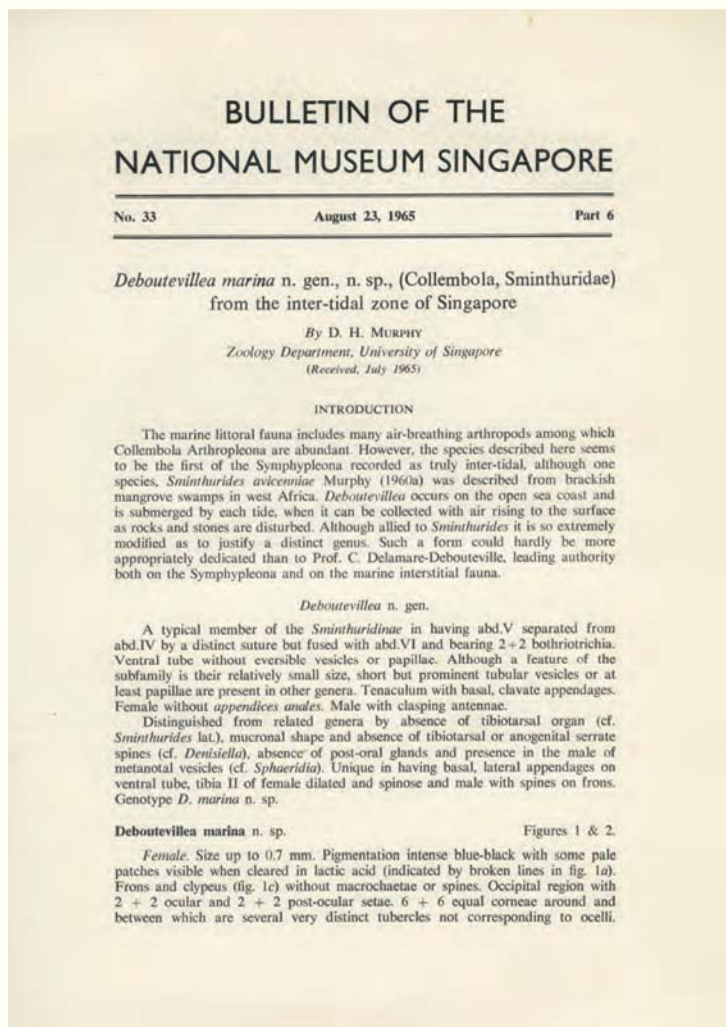 BULLETIN OF THE
NATIONAL MUSEUM SINGAPORE
No. 33 August 23, 1965 Part 6
Deboutevillea marina n. gen., n. sp., (Collembola, Sminthuridae)
from the inter-tidal zone of Singapore
By D. H. MURPHY
Zoology Department, University of Singapore
(Received, July 1965)
INTRODUCTION
The marine littoral fauna includes many air-breathing arthropods among which
Collembola Arthropleona are abundant. However, the species described here seems
to be the first of the Symphypleona recorded as truly inter-tidal, although one
species, Sminthurides avicenniae Murphy (1960a) was described from brackish
mangrove swamps in west Africa. Deboutevillea occurs on the open sea coast and
is submerged by each tide, when it can be collected with air rising to the surface
as rocks and stones are disturbed. Although allied to Sminthurides it is so extremely
modified as to justify a distinct genus. Such a form could hardly be more
appropriately dedicated than to Prof. C. Delamare-Debouteville, leading authority
both on the Symphypleona and on the marine interstitial fauna.
Deboutevillea n. gen.
A typical member of the Sminthuridinae in having abd.V separated from
abd.IV by a distinct suture but fused with abd.VI and bearing 2+2 bothriotrichia.
Ventral tube without eversible vesicles or papillae. Although a feature of the
subfamily is their relatively small size, short but prominent tubular vesicles or at
least papillae are present in other genera. Tenaculum with basal, clavate appendages.
Female without appendices anales. Male with clasping antennae.
Distinguished from related genera by absence of tibiotarsal organ (cf.
Sminthurides lat.), mucronal shape and absence of tibiotarsal or anogenital serrate
spines (cf. Denisiella), absence of post-oral glands and presence in the male of
metanotal vesicles (cf. Sphaeridia). Unique in having basal, lateral appendages on
ventral tube, tibia II of female dilated and spinose and male with spines on frons.
Genotype D. marina n. sp.
Deboutevillea marina n. sp. Figures 1 & 2.
Female. Size up to 0.7 mm. Pigmentation intense blue-black with some pale
patches visible when cleared in lactic acid (indicated by broken lines in fig. 1a).
Frons and clypeus (fig. 1c) without macrochaetae or spines. Occipital region with
2 + 2 ocular and 2 + 2 post-ocular setae. 6 + 6 equal corneae around and
between which are several very distinct tubercles not corresponding to ocelli.